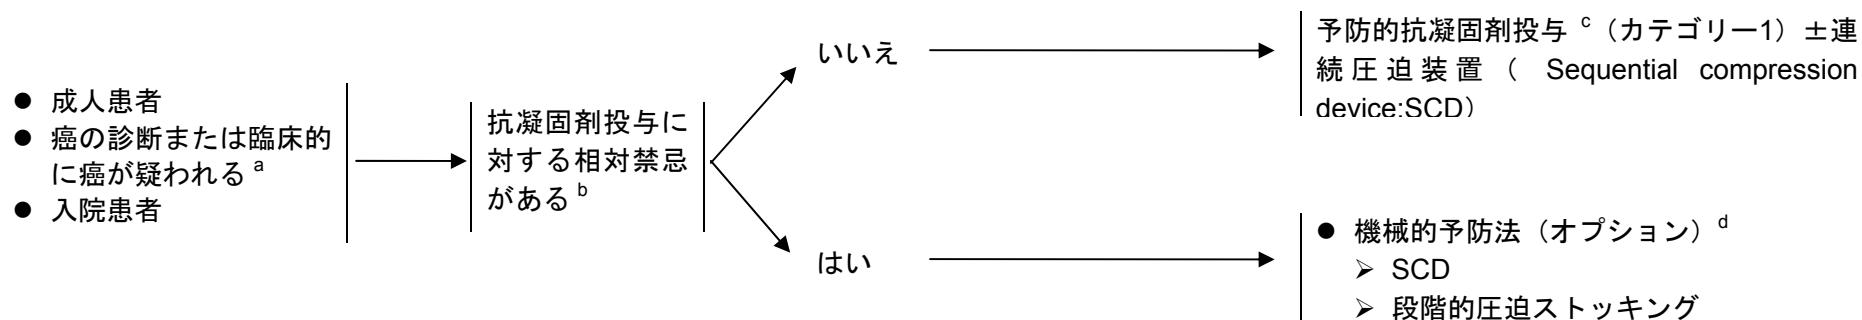 ● 成人患者
● 癌の診断または臨床的
に癌が疑われる a
● 入院患者
抗凝固剤投与に
対する相対禁忌
がある b
いいえ
予防的抗凝固剤投与 c（カテゴリー1）±連
続圧迫装置（ Sequential compression
device:SCD）
はい
● 機械的予防法（オプション）d
➢ SCD
➢ 段階的圧迫ストッキング